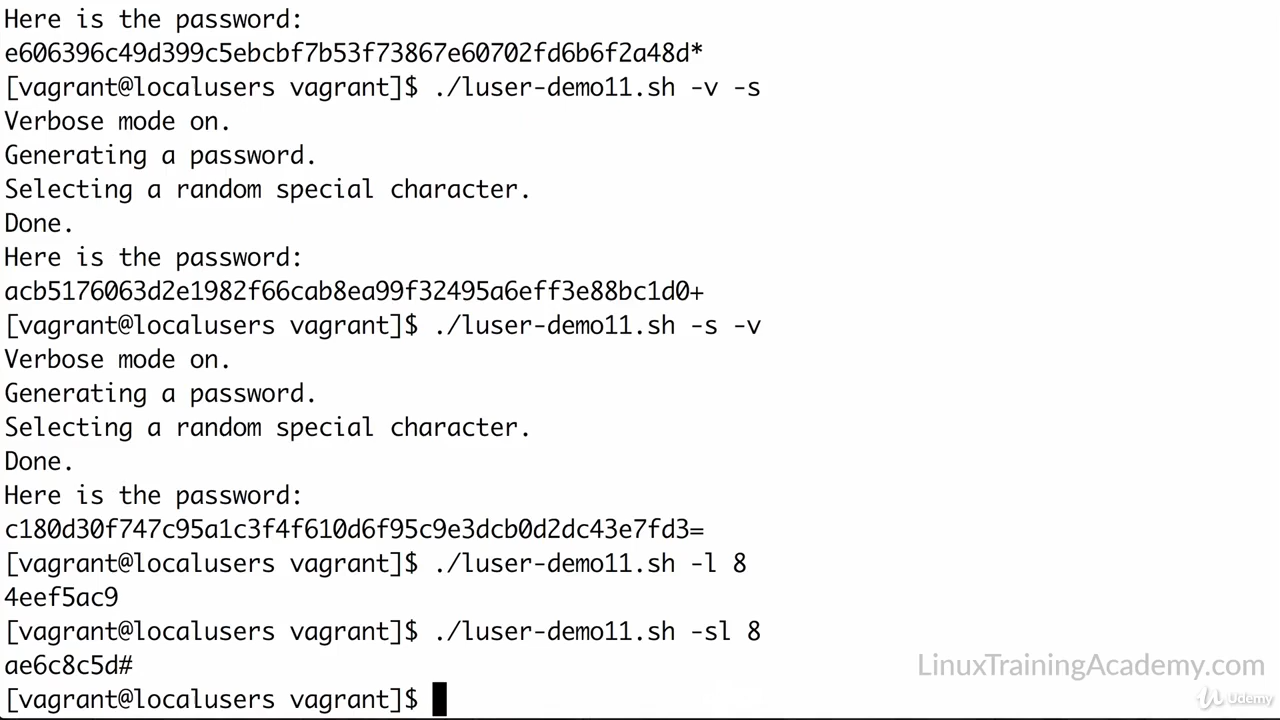 Here is the password:
e606396c49d399c5ebcbf7b53f73867e60702fd6b6f2a48d*
[vagrant@localusers vagrant]$ ./luser-demo11.sh -v -s
Verbose mode on.
Generating a password.
Selecting a random special character.
Done.
Here is the password:
acb5176063d2e1982f66cab8ea99f32495a6eff3e88bc1d0+
[vagrant@localusers vagrant]$ ./luser-demo11.sh -s -v
Verbose mode on.
Generating a password.
Selecting a random special character.
Done.
Here is the password:
c180d30f747c95a1c3f4f610d6f95c9e3dcb0d2dc43e7fd3=
[vagrant@localusers vagrant]$ ./luser-demo11.sh -l 8
4eef5ac9
[vagrant@localusers vagrant]$ ./luser-demo11.sh -sl 8
ae6c8c5d#
[vagrant@localusers vagrant]$
LinuxTrainingAcademy.com
Udemy